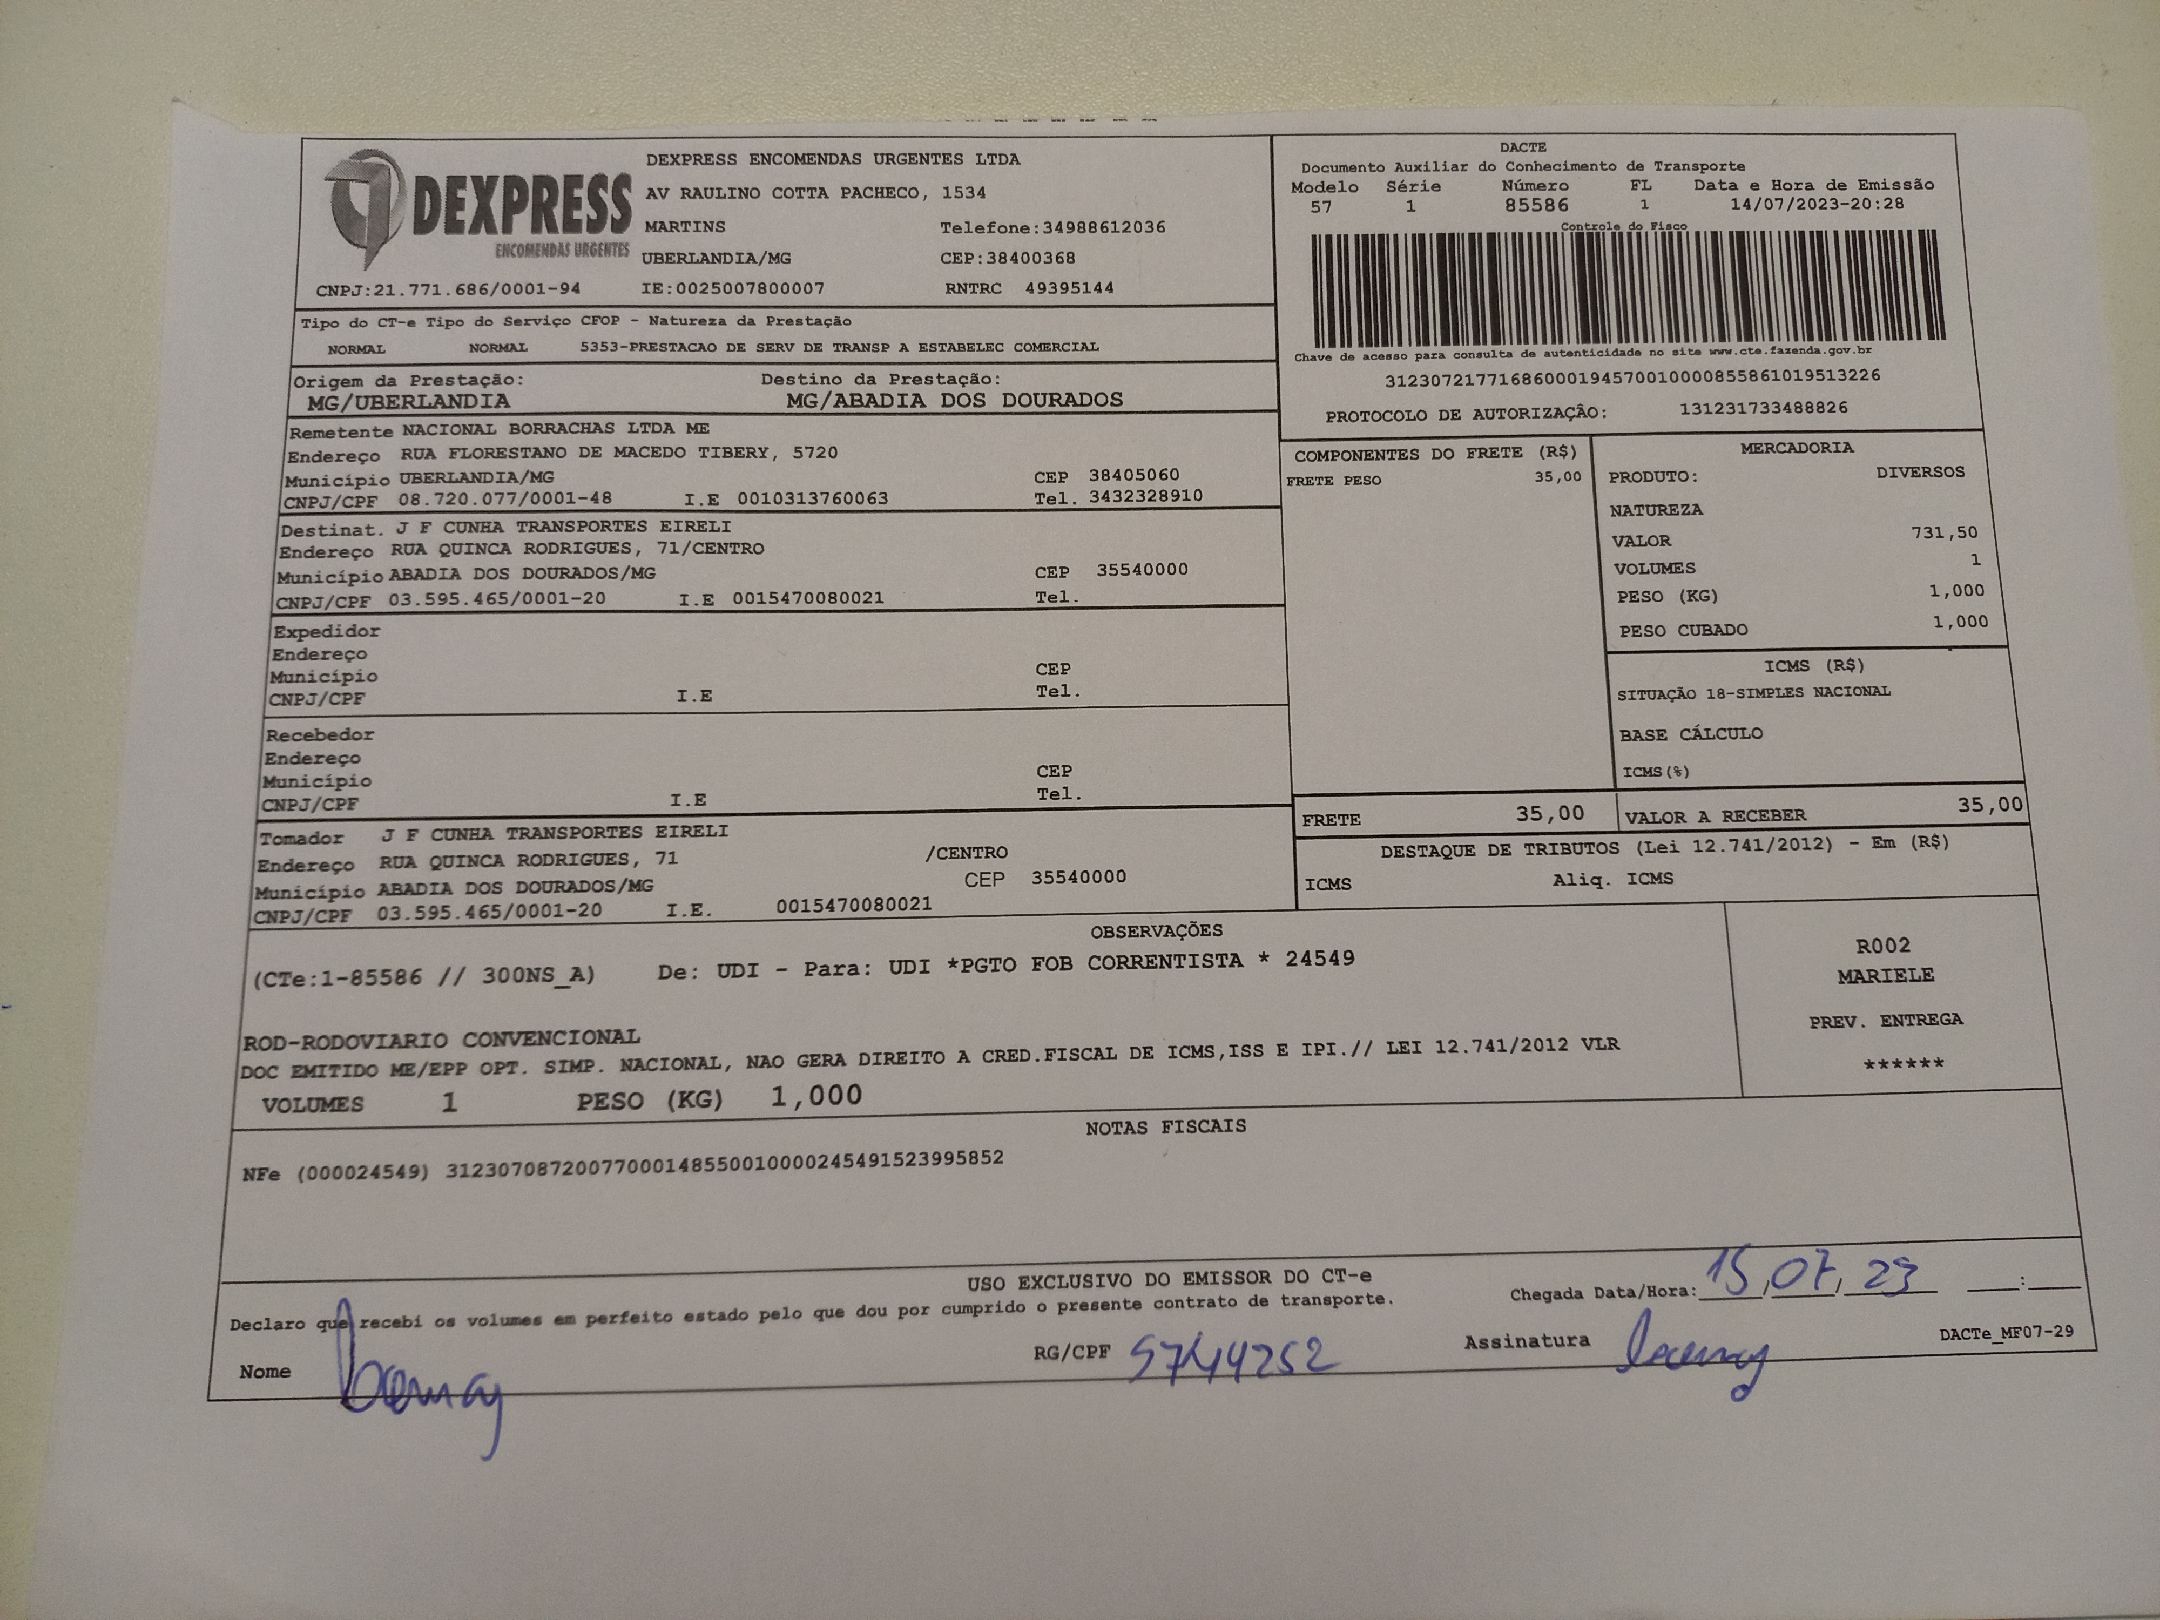 DEXPRESS
ENCOMENDAS URGENTES
DEXPRESS ENCOMENDAS URGENTES LTDA
AV RAULINO COTTA PACHECO, 1534
MARTINS Telefone:34988612036
UBERLANDIA/MG CEP:38400368
CNPJ:21.771.686/0001-94 IE:0025007800007 RNTRC 49395144
DACTE
Documento Auxiliar do Conhecimento de Transporte
Modelo Série Número FL Data e Hora de Emissão
57 1 85586 1 14/07/2023-20:28
Controle do Fisco
Chave de acesso para consulta de autenticidade no site www.cte.fazenda.gov.br
31230721771686000194570010000855861019513226
PROTOCOLO DE AUTORIZAÇÃO: 131231733488826
Tipo do CT-e Tipo do Serviço CFOP - Natureza da Prestação
NORMAL NORMAL 5353-PRESTACAO DE SERV DE TRANSP A ESTABELEC COMERCIAL
Origem da Prestação: Destino da Prestação:
MG/UBERLANDIA MG/ABADIA DOS DOURADOS
Remetente NACIONAL BORRACHAS LTDA ME
Endereço RUA FLORESTANO DE MACEDO TIBERY, 5720
Município UBERLANDIA/MG CEP 38405060
CNPJ/CPF 08.720.077/0001-48 I.E 0010313760063 Tel. 3432328910
Destinat. J F CUNHA TRANSPORTES EIRELI
Endereço RUA QUINCA RODRIGUES, 71/CENTRO
Município ABADIA DOS DOURADOS/MG CEP 35540000
CNPJ/CPF 03.595.465/0001-20 I.E 0015470080021 Tel.
Expedidor
Endereço
Município CEP
CNPJ/CPF I.E Tel.
Recebedor
Endereço
Município CEP
CNPJ/CPF I.E Tel.
Tomador J F CUNHA TRANSPORTES EIRELI
Endereço RUA QUINCA RODRIGUES, 71 /CENTRO
Município ABADIA DOS DOURADOS/MG CEP 35540000
CNPJ/CPF 03.595.465/0001-20 I.E. 0015470080021
COMPONENTES DO FRETE (R$)
FRETE PESO 35,00
MERCADORIA
PRODUTO: DIVERSOS
NATUREZA
VALOR 731,50
VOLUMES 1
PESO (KG) 1,000
PESO CUBADO 1,000
ICMS (R$)
SITUAÇÃO 18-SIMPLES NACIONAL
BASE CÁLCULO
ICMS(%)
FRETE 35,00 VALOR A RECEBER 35,00
DESTAQUE DE TRIBUTOS (Lei 12.741/2012) - Em (R$)
ICMS Aliq. ICMS
OBSERVAÇÕES
(CTe:1-85586 // 300NS_A) De: UDI - Para: UDI *PGTO FOB CORRENTISTA * 24549
ROD-RODOVIARIO CONVENCIONAL
DOC EMITIDO ME/EPP OPT. SIMP. NACIONAL, NAO GERA DIREITO A CRED.FISCAL DE ICMS,ISS E IPI.// LEI 12.741/2012 VLR
VOLUMES 1 PESO (KG) 1,000
R002
MARIELE
PREV. ENTREGA
******
NOTAS FISCAIS
NFe (000024549) 31230708720077000148550010000245491523995852
USO EXCLUSIVO DO EMISSOR DO CT-e
Declaro que recebi os volumes em perfeito estado pelo que dou por cumprido o presente contrato de transporte.
Chegada Data/Hora: 15,07,23 :
Nome RG/CPF 5744252 Assinatura DACTe_MF07-29